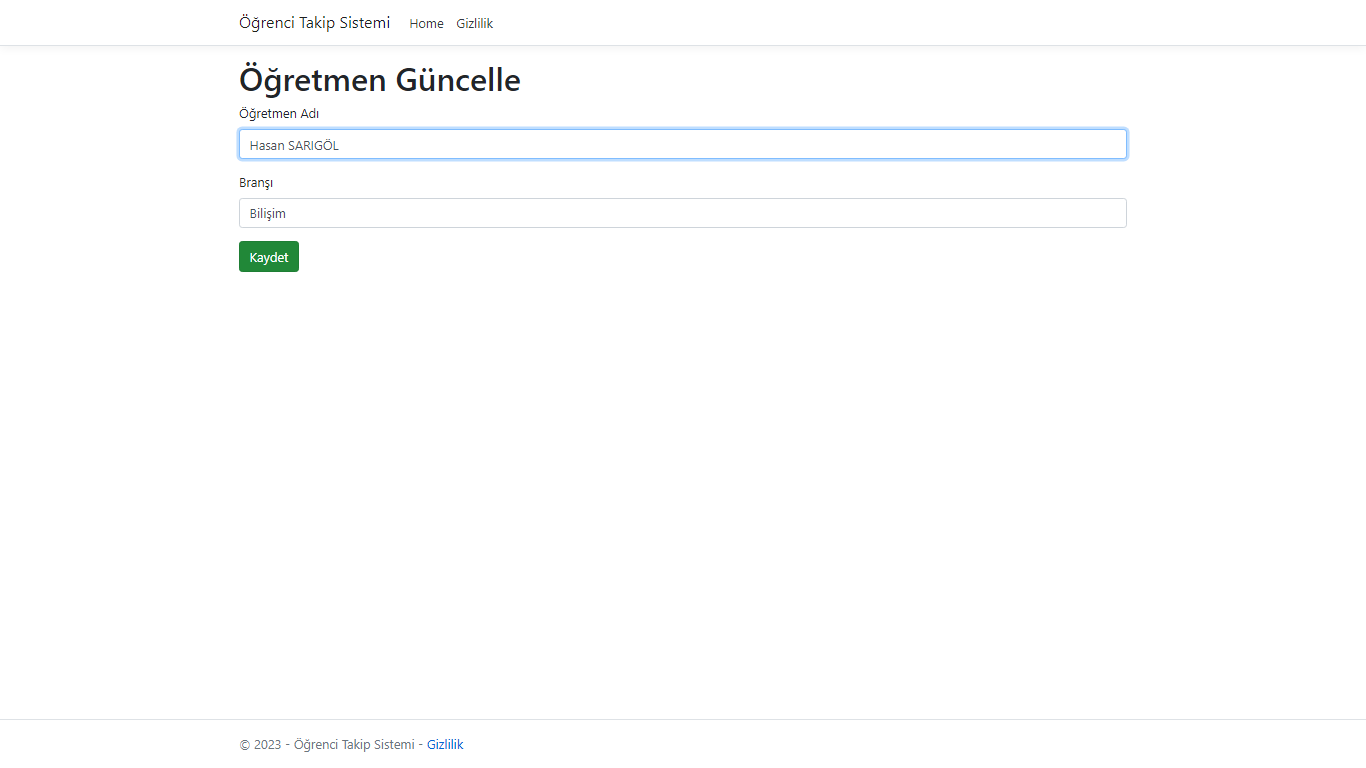 Öğrenci Takip Sistemi Home Gizlilik
Öğretmen Güncelle
Öğretmen Adı
Hasan SARIGÖL
Branşı
Bilişim
Kaydet
© 2023 - Öğrenci Takip Sistemi - Gizlilik